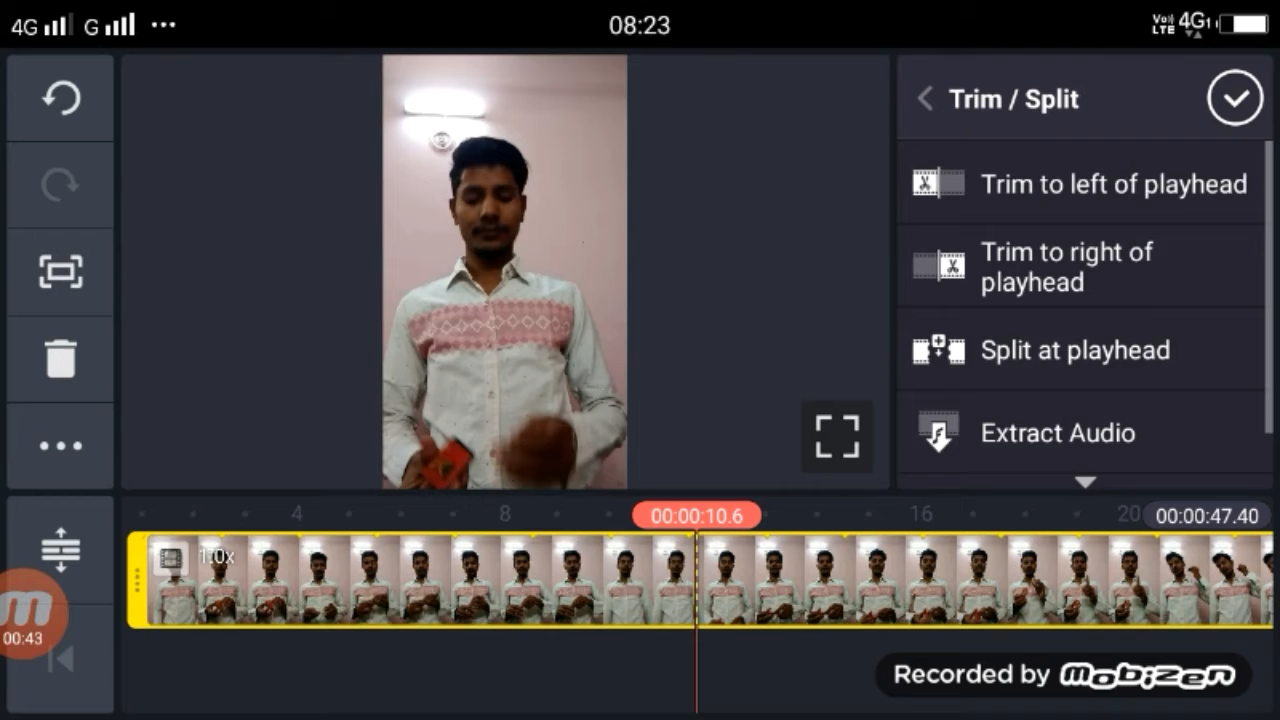 4G G ... 08:23 Vo) LTE 4G1
Trim / Split
Trim to left of playhead
Trim to right of
playhead
Split at playhead
Extract Audio
4 8 00:00:10.6 16 20 00:00:47.40
1.0x
00:43
Recorded by mobizen